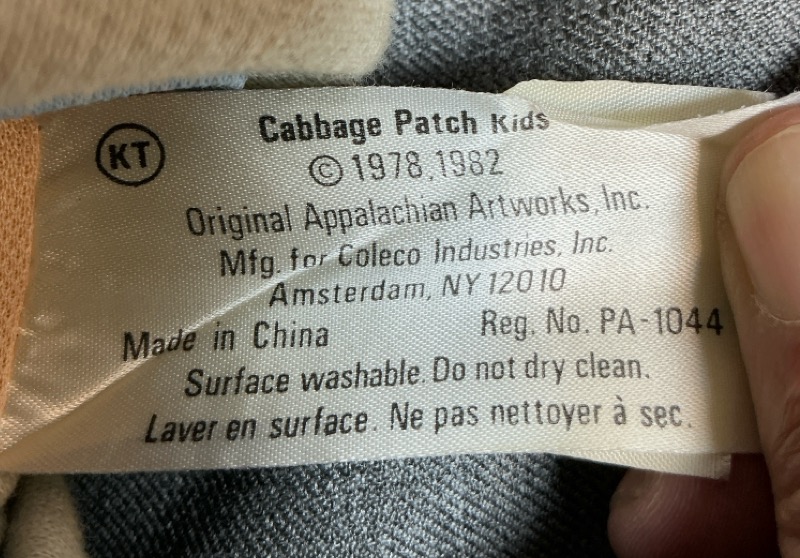 KT
Cabbage Patch Kids
© 1978, 1982
Original Appalachian Artworks, Inc.
Mfg. for Coleco Industries, Inc.
Amsterdam, NY 12010
Made in China Reg. No. PA-1044
Surface washable. Do not dry clean.
Laver en surface. Ne pas nettoyer à sec.